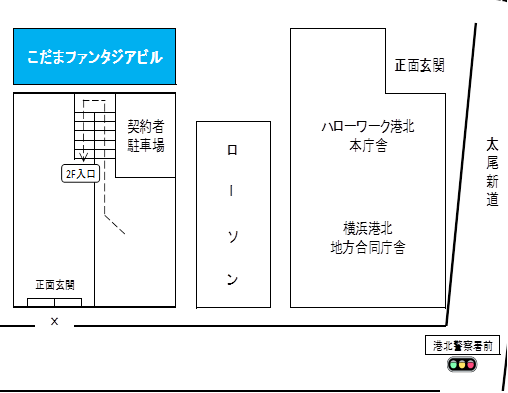 こだまファンタジアビル
正面玄関
契約者
駐車場
2F入口
ローソン
ハローワーク港北
本庁舎
太尾新道
横浜港北
地方合同庁舎
正面玄関
×
港北警察署前